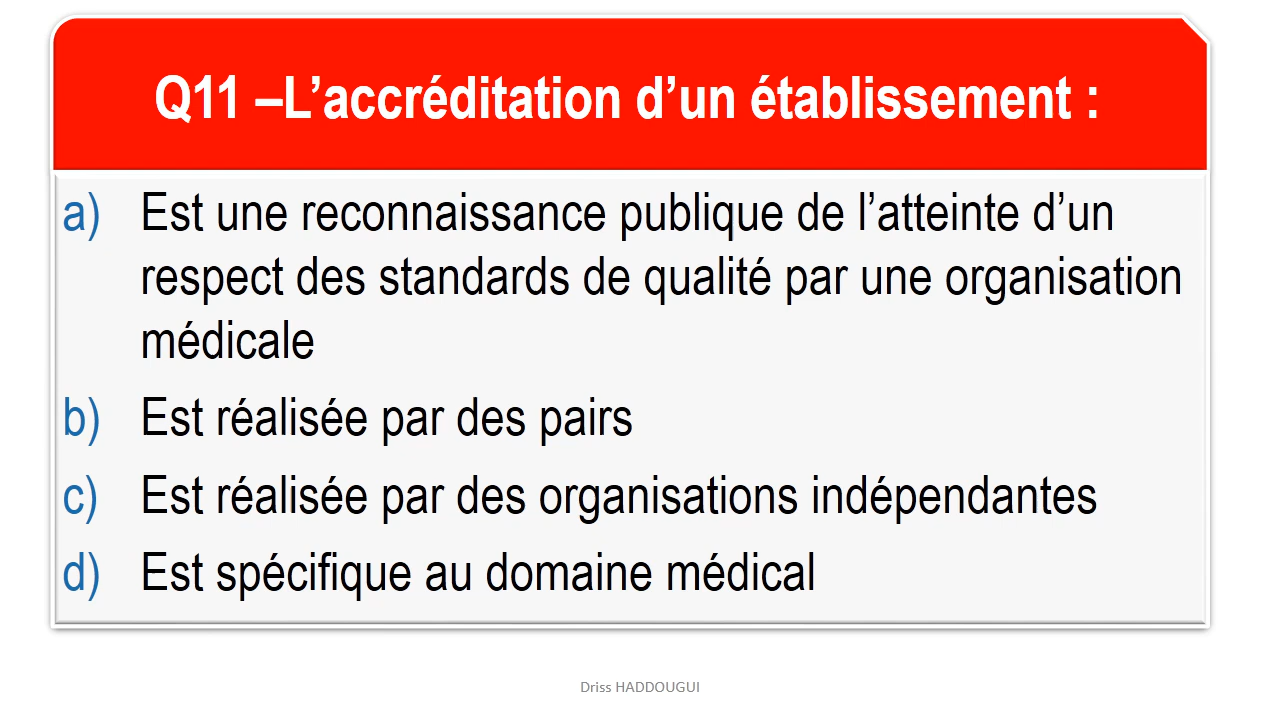 Q11 –L’accréditation d’un établissement :
a) Est une reconnaissance publique de l’atteinte d’un
respect des standards de qualité par une organisation
médicale
b) Est réalisée par des pairs
c) Est réalisée par des organisations indépendantes
d) Est spécifique au domaine médical
Driss HADDOUGUI